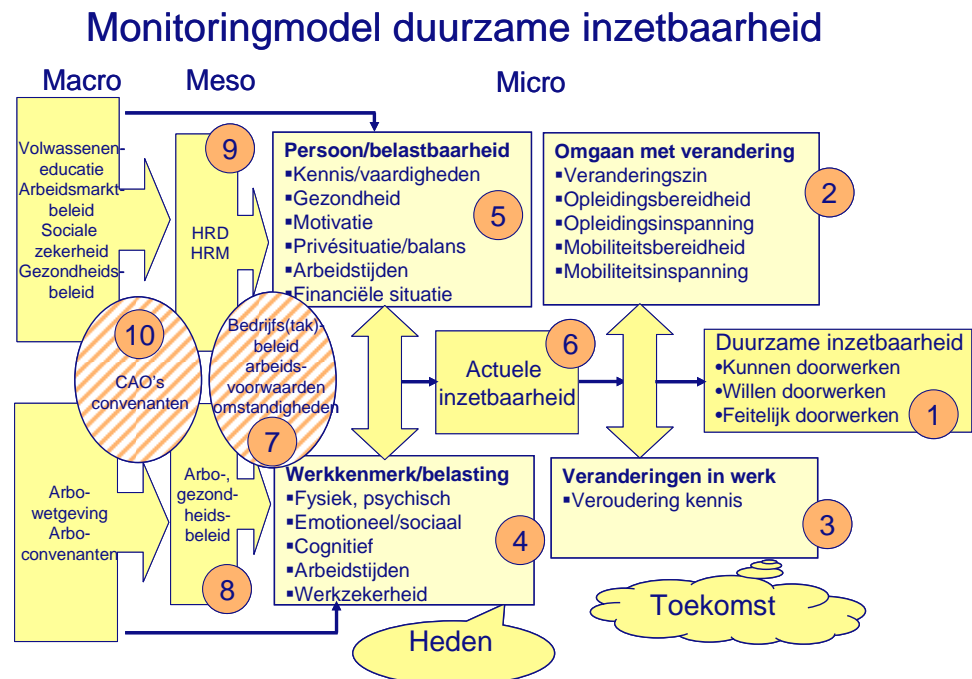 Monitoringmodel duurzame inzetbaarheid
Macro
Meso
Micro
Volwassenen-
educatie
Arbeidsmarkt-
beleid
Sociale
zekerheid
Gezondheids-
beleid
9
HRD
HRM
Persoon/belastbaarheid
▪Kennis/vaardigheden
▪Gezondheid
▪Motivatie
▪Privésituatie/balans
▪Arbeidstijden
▪Financiële situatie
5
Omgaan met verandering
▪Veranderingszin
▪Opleidingsbereidheid
▪Opleidingsinspanning
▪Mobiliteitsbereidheid
▪Mobiliteitsinspanning
2
10
CAO's
convenanten
Bedrijfs(tak)-
beleid
arbeids-
voorwaarden
omstandigheden
7
6
Actuele
inzetbaarheid
Duurzame inzetbaarheid
•Kunnen doorwerken
•Willen doorwerken
•Feitelijk doorwerken
1
Arbo-
wetgeving
Arbo-
convenanten
Arbo-,
gezond-
heids-
beleid
8
Werkkenmerk/belasting
▪Fysiek, psychisch
▪Emotioneel/sociaal
▪Cognitief
▪Arbeidstijden
▪Werkzekerheid
4
Veranderingen in werk
▪Veroudering kennis
3
Heden
Toekomst